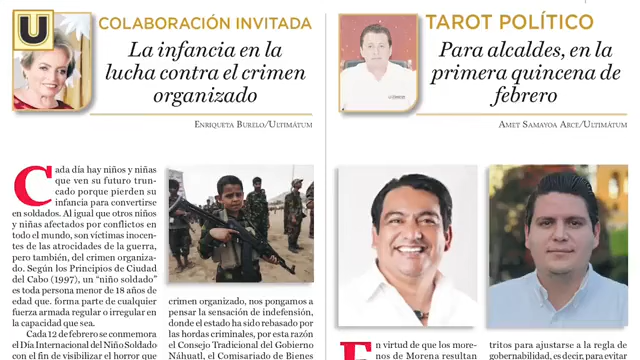 U
COLABORACIÓN INVITADA
La infancia en la
lucha contra el crimen
organizado
ENRIQUETA BURELO/ULTIMÁTUM
Cada día hay niños y niñas
que ven su futuro trun-
cado porque pierden su
infancia para convertirse
en soldados. Al igual que otros niños
y niñas afectados por conflictos en
todo el mundo, son víctimas inocen-
tes de las atrocidades de la guerra,
pero también, del crimen organiza-
do. Según los Principios de Ciudad
del Cabo (1997), un “niño soldado”
es toda persona menor de 18 años de
edad que. forma parte de cualquier
fuerza armada regular o irregular en
la capacidad que sea.
Cada 12 de febrero se conmemora
el Día Internacional del Niño Soldado
con el fin de visibilizar el horror que
crimen organizado, nos pongamos a
pensar la sensación de indefensión,
donde el estado ha sido rebasado por
las hordas criminales, por esta razón
el Consejo Tradicional del Gobierno
Náhuatl, el Comisariado de Bienes
TAROT POLÍTICO
Para alcaldes, en la
primera quincena de
febrero
AMET SAMAYOA ARCE/ULTIMÁTUM
En virtud de que los more-
nos de Morena resultan
tritos para ajustarse a la regla de
gobernabilidad, es decir, para evitar